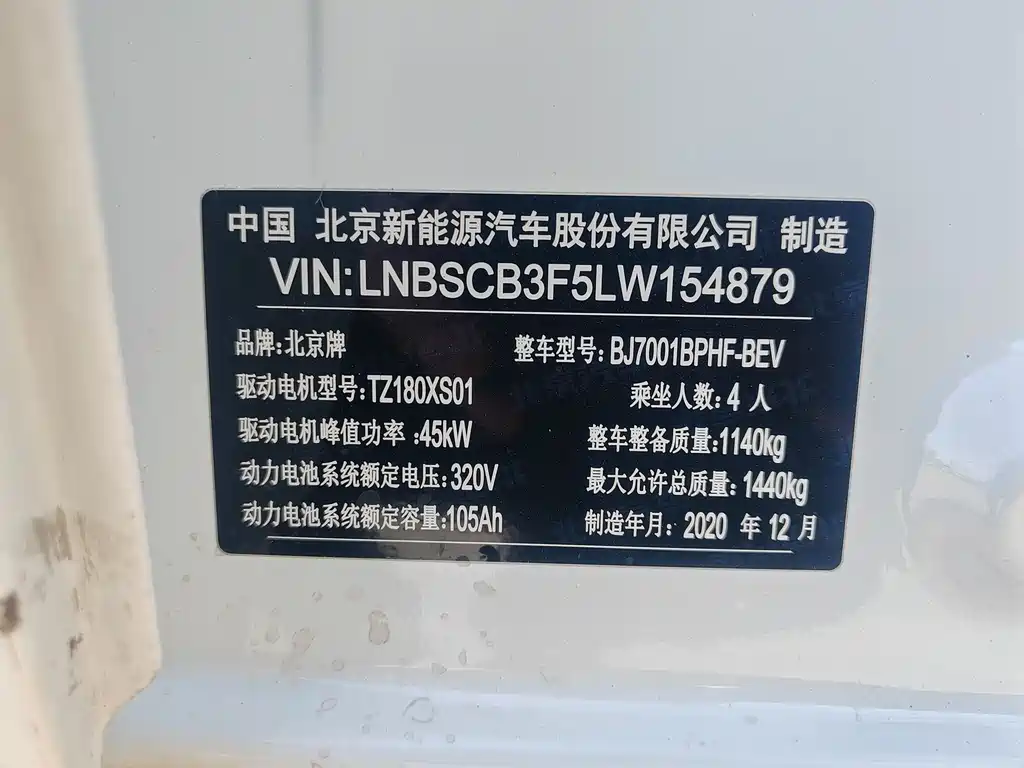 中国 北京新能源汽车股份有限公司 制造
VIN:LNBSCB3F5LW154879
品牌:北京牌 整车型号:BJ7001BPHF-BEV
驱动电机型号:TZ180XS01 乘坐人数:4 人
驱动电机峰值功率 :45kW 整车整备质量:1140kg
动力电池系统额定电压:320V 最大允许总质量:1440kg
动力电池系统额定容量:105Ah 制造年月: 2020 年 12 月